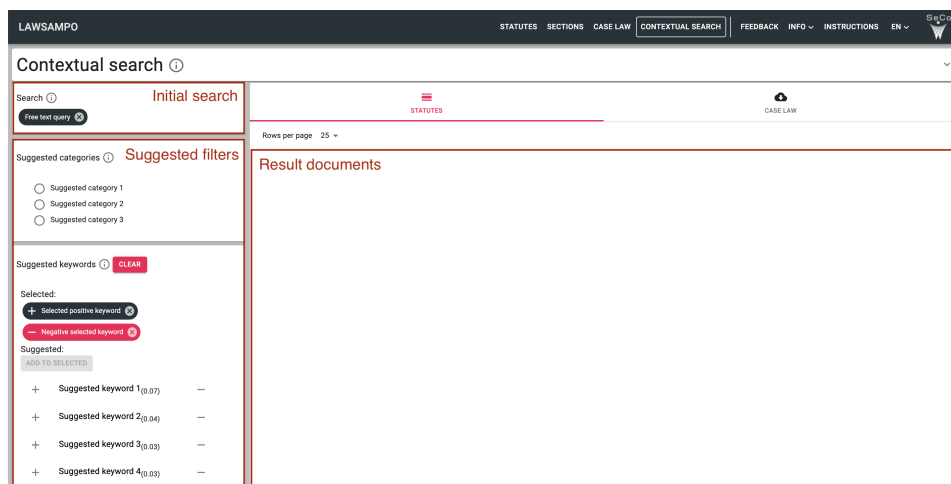 LAWSAMPO
STATUTES SECTIONS CASE LAW CONTEXTUAL SEARCH FEEDBACK INFO INSTRUCTIONS EN
SeCo
Contextual search
Search
Initial search
Free text query
STATUTES
CASE LAW
Rows per page 25
Suggested categories
Suggested filters
Suggested category 1
Suggested category 2
Suggested category 3
Result documents
Suggested keywords CLEAR
Selected:
+ Selected positive keyword
— Negative selected keyword
Suggested:
ADD TO SELECTED
+ Suggested keyword 1(0.07) —
+ Suggested keyword 2(0.04) —
+ Suggested keyword 3(0.03) —
+ Suggested keyword 4(0.03) —